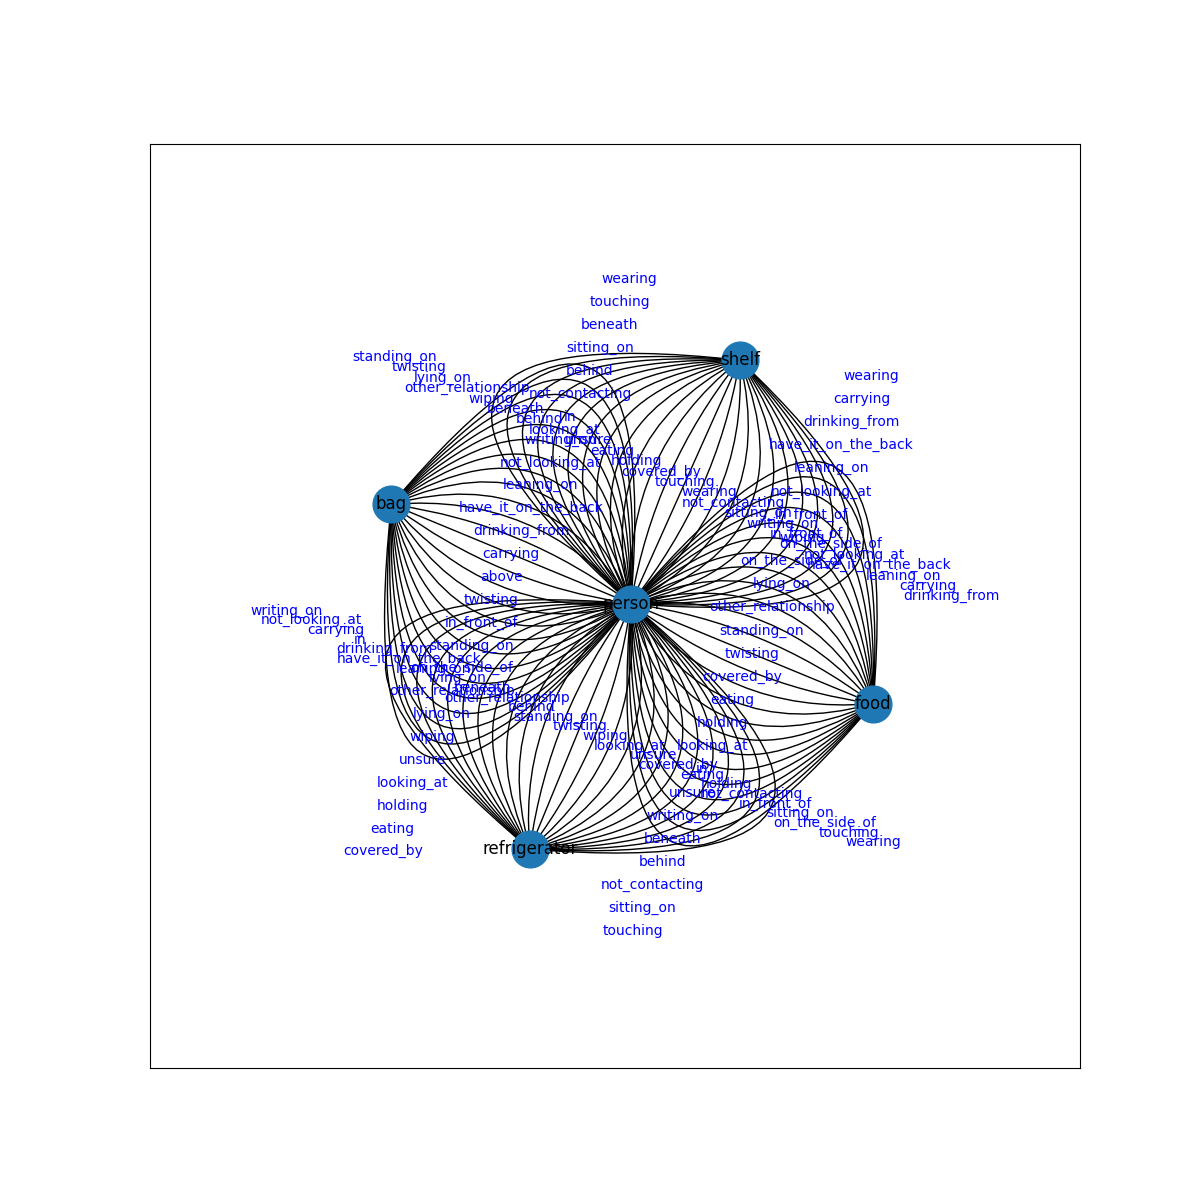 wearing
touching
beneath
sitting_on
shelf
standing_on
behind
twisting
wearing
lying_on
other_relationship
not_contacting
wiping
carrying
beneath
behind
in
drinking_from
looking_at
writing_on
unsure
have_it_on_the_back
eating
not_looking_at
holding
leaning_on
covered_by
touching
leaning_on
wearing
not_looking_at
bag
not_contacting
have_it_on_the_back
sitting_on
in_front_of
writing_on
drinking_from
in_front_of
wiping
on_the_side_of
carrying
not_looking_at
on_the_side_of
have_it_on_the_back
above
leaning_on
lying_on
carrying
drinking_from
twisting
person
other_relationship
writing_on
not_looking_at
in_front_of
carrying
standing_on
in
standing_on
drinking_from
twisting
have_it_on_the_back
leaning_on
on_the_side_of
lying_on
covered_by
beneath
other_relationship
other_relationship
eating
food
behind
lying_on
standing_on
holding
twisting
wiping
wiping
looking_at
looking_at
unsure
unsure
covered_by
in
eating
looking_at
holding
unsure
not_contacting
holding
in_front_of
sitting_on
writing_on
on_the_side_of
eating
touching
beneath
wearing
refrigerator
covered_by
behind
not_contacting
sitting_on
touching